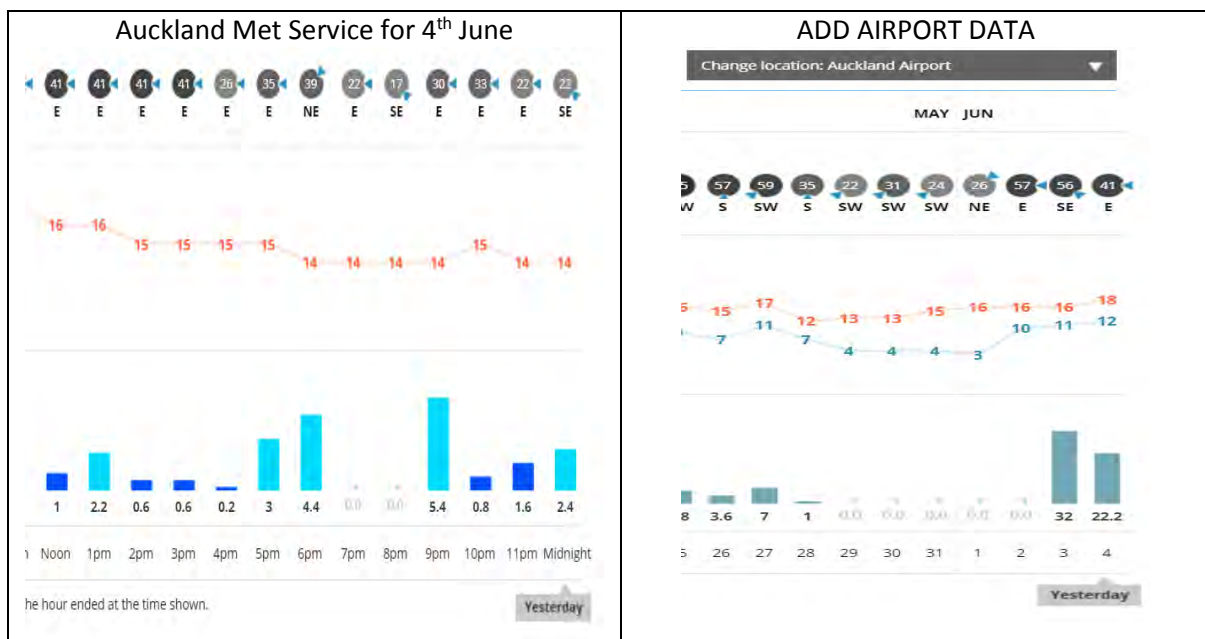 Auckland Met Service for 4th June
41 41 41 41 26 35 39 22 17 30 33 22 22
E E E E E E NE E SE E E E SE
16 16 15 15 15 15 14 14 14 14 15 14 14
1 2.2 0.6 0.6 0.2 3 4.4 0.0 0.0 5.4 0.8 1.6 2.4
Noon 1pm 2pm 3pm 4pm 5pm 6pm 7pm 8pm 9pm 10pm 11pm Midnight
he hour ended at the time shown.
Yesterday
ADD AIRPORT DATA
Change location: Auckland Airport
MAY JUN
5 57 59 35 22 31 24 26 57 56 41
W S SW S SW SW SW NE E SE E
15 17 12 13 13 15 16 16 16 18
7 11 7 4 4 4 3 10 11 12
8 3.6 7 1 0.0 0.0 0.0 0.0 0.0 32 22.2
5 26 27 28 29 30 31 1 2 3 4
Yesterday